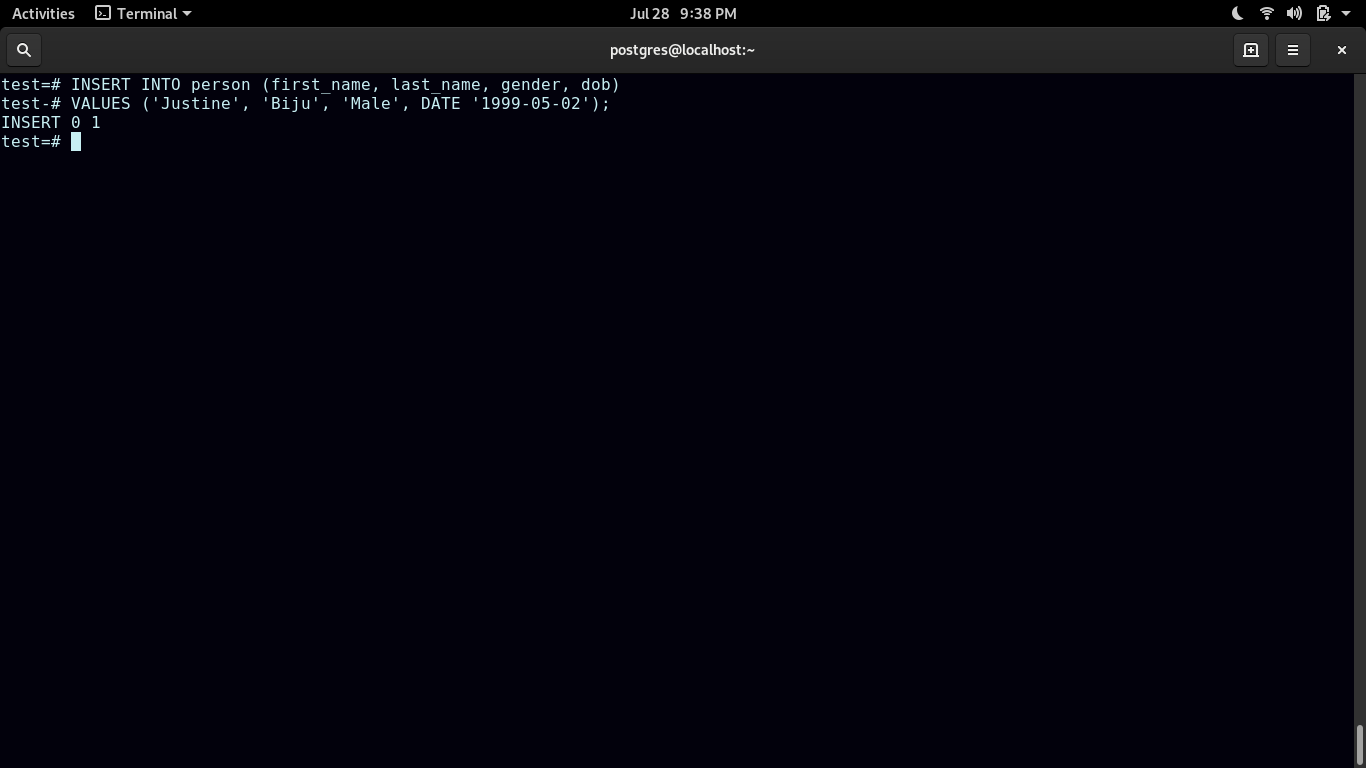 Activities Terminal Jul 28 9:38 PM
postgres@localhost:~
test=# INSERT INTO person (first_name, last_name, gender, dob)
test-# VALUES ('Justine', 'Biju', 'Male', DATE '1999-05-02');
INSERT 0 1
test=#